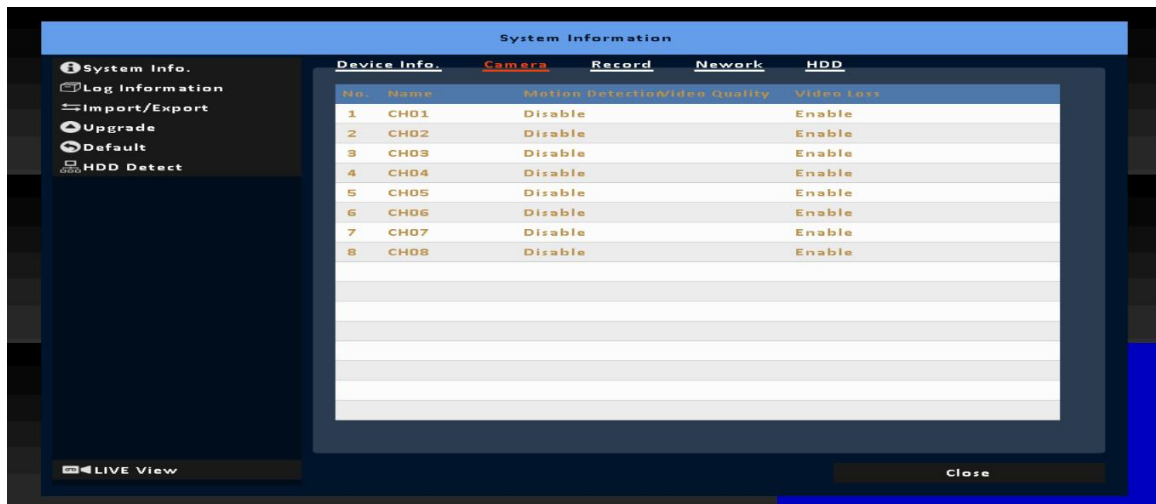 System Information
System Info.
Log Information
Import/Export
Upgrade
Default
HDD Detect
LIVE View
Device Info. Camera Record Nework HDD
No. Name Motion Detection Video Quality Video Loss
1 CH01 Disable Enable
2 CH02 Disable Enable
3 CH03 Disable Enable
4 CH04 Disable Enable
5 CH05 Disable Enable
6 CH06 Disable Enable
7 CH07 Disable Enable
8 CH08 Disable Enable
Close